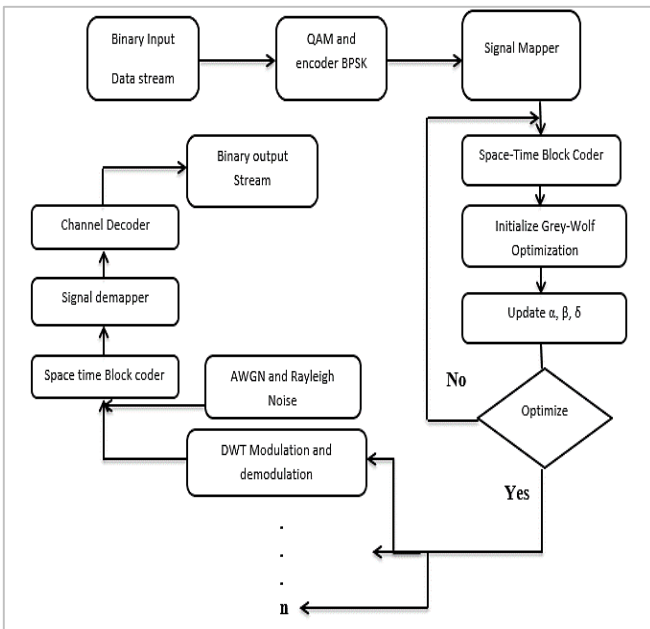 Binary Input
Data stream
QAM and
encoder BPSK
Signal Mapper
Space-Time Block Coder
Initialize Grey-Wolf
Optimization
Update α, β, δ
Optimize
No
Yes
Binary output
Stream
Channel Decoder
Signal demapper
Space time Block coder
AWGN and Rayleigh
Noise
DWT Modulation and
demodulation
.
.
.
n